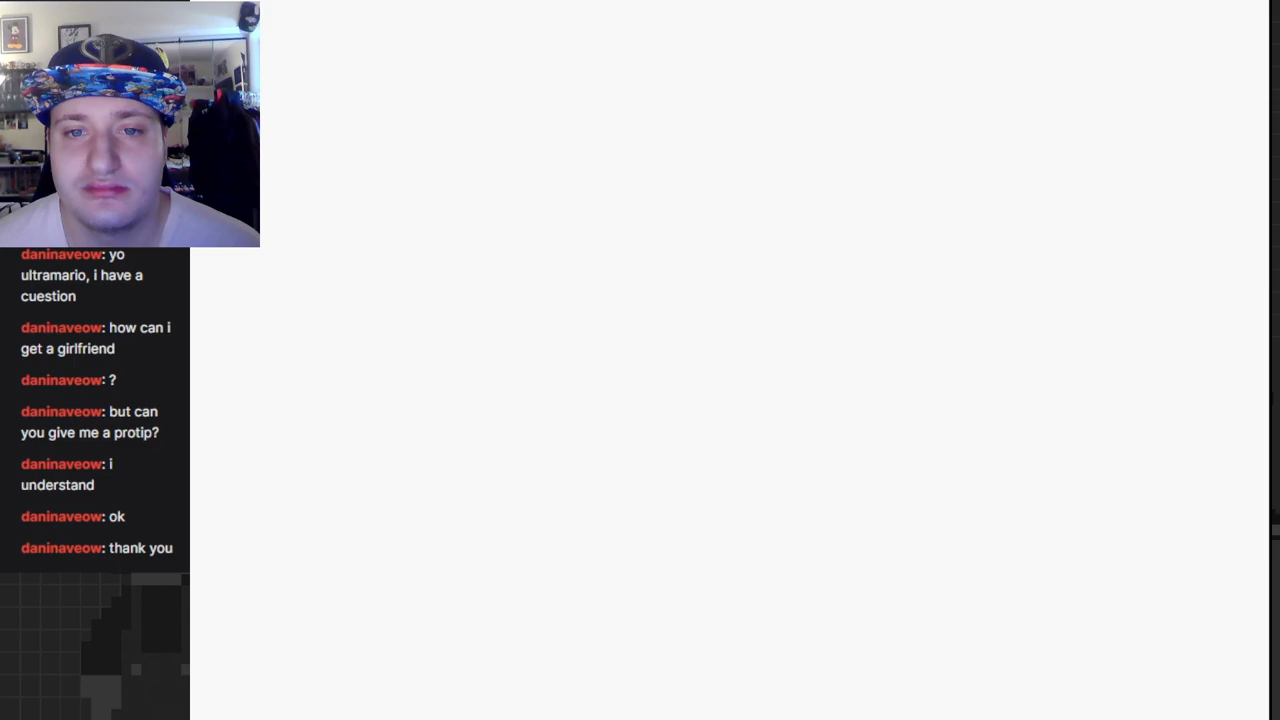 daninaveow: yo
ultramario, i have a
cuestion
daninaveow: how can i
get a girlfriend
daninaveow: ?
daninaveow: but can
you give me a protip?
daninaveow: i
understand
daninaveow: ok
daninaveow: thank you